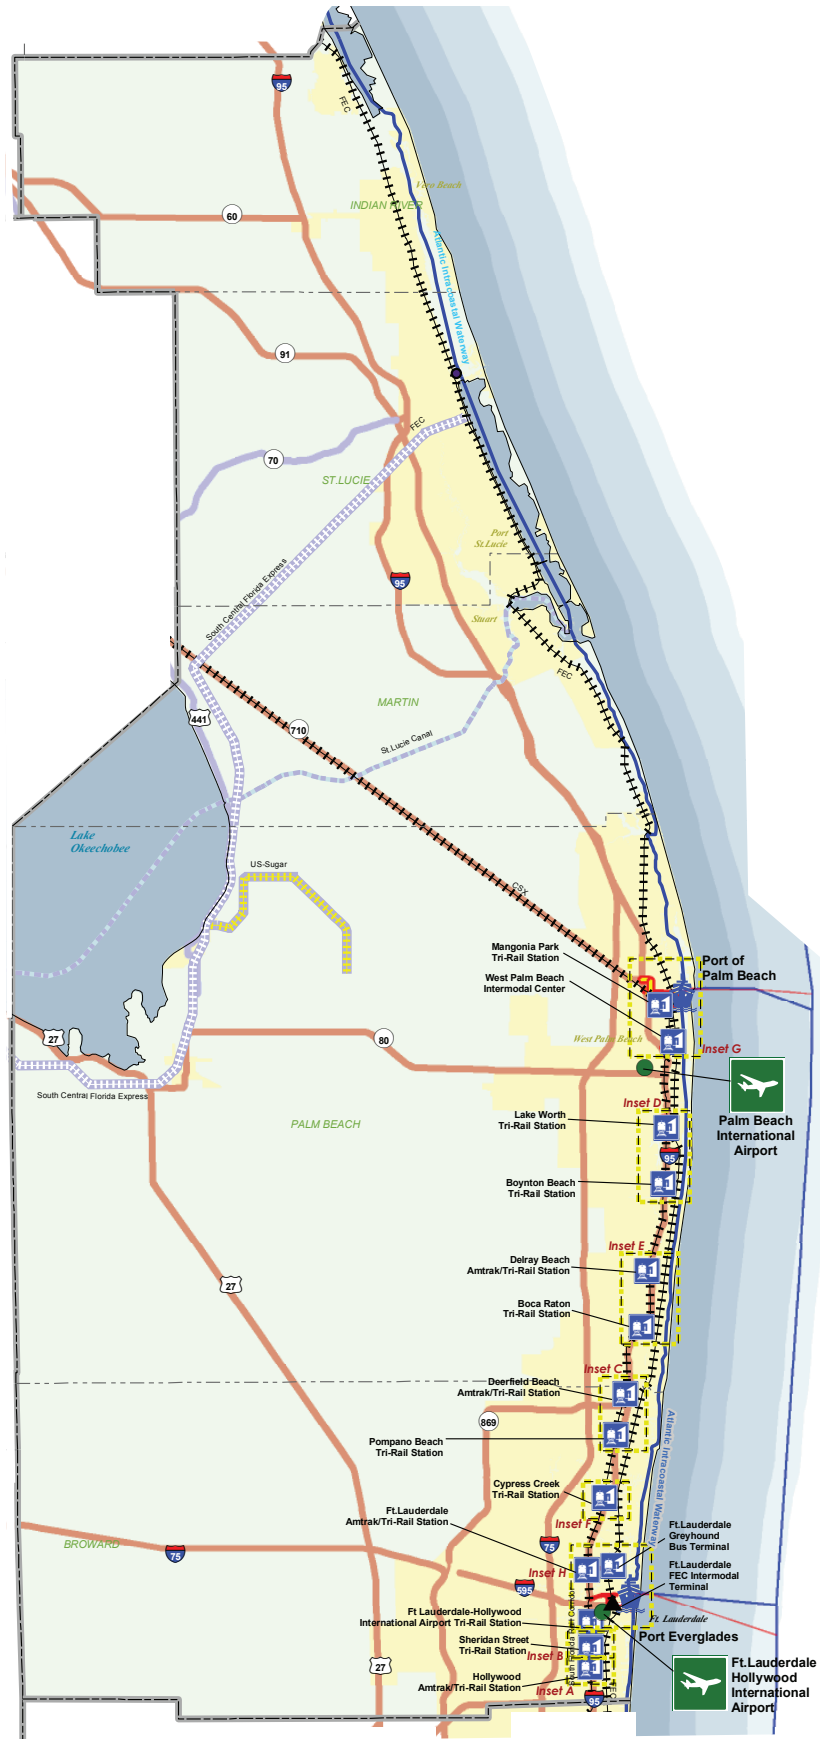 95
FEC
Vero Beach
INDIAN RIVER
60
Atlantic Intracoastal Waterway
91
FEC
70
ST.LUCIE
Port
St.Lucie
South Central Florida Express
95
Stuart
FEC
MARTIN
441
710
St.Lucie Canal
Lake
Okeechobee
US-Sugar
CSX
Mangonia Park
Tri-Rail Station
Port of
Palm Beach
West Palm Beach
Intermodal Center
27
80
West Palm Beach
Inset G
South Central Florida Express
Inset D
Lake Worth
Tri-Rail Station
Palm Beach
International
Airport
PALM BEACH
95
Boynton Beach
Tri-Rail Station
Inset E
Delray Beach
Amtrak/Tri-Rail Station
27
Boca Raton
Tri-Rail Station
Inset C
Deerfield Beach
Amtrak/Tri-Rail Station
869
Pompano Beach
Tri-Rail Station
Atlantic Intracoastal Waterway
Cypress Creek
Tri-Rail Station
Ft.Lauderdale
Amtrak/Tri-Rail Station
Inset F
Ft.Lauderdale
Greyhound
Bus Terminal
BROWARD
75
75
Inset H
Ft.Lauderdale
FEC Intermodal
Terminal
595
Ft Lauderdale-Hollywood
International Airport Tri-Rail Station
Ft. Lauderdale
Port Everglades
South Florida Rail Corridor
Sheridan Street
Tri-Rail Station
Inset B
27
Hollywood
Amtrak/Tri-Rail Station
Inset A
95
FEC
Ft.Lauderdale
Hollywood
International
Airport